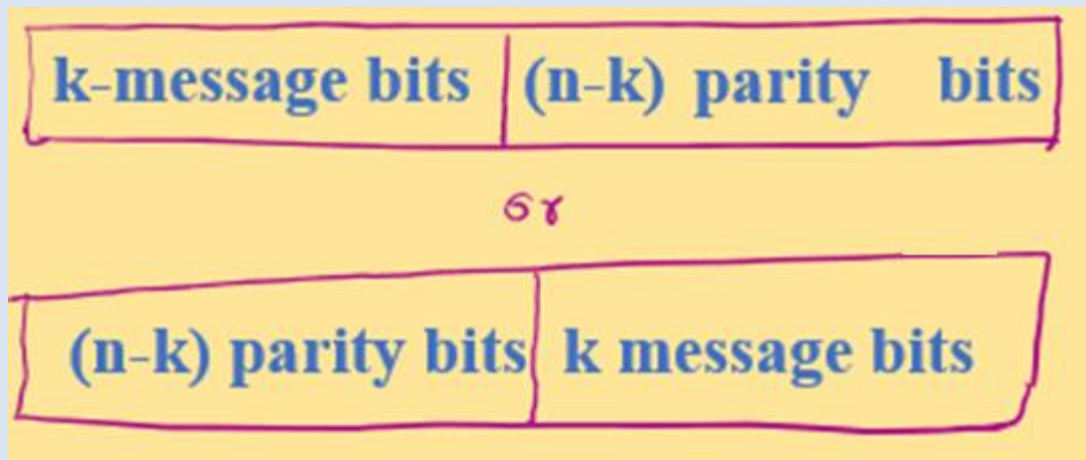 k-message bits (n-k) parity bits
or
(n-k) parity bits k message bits